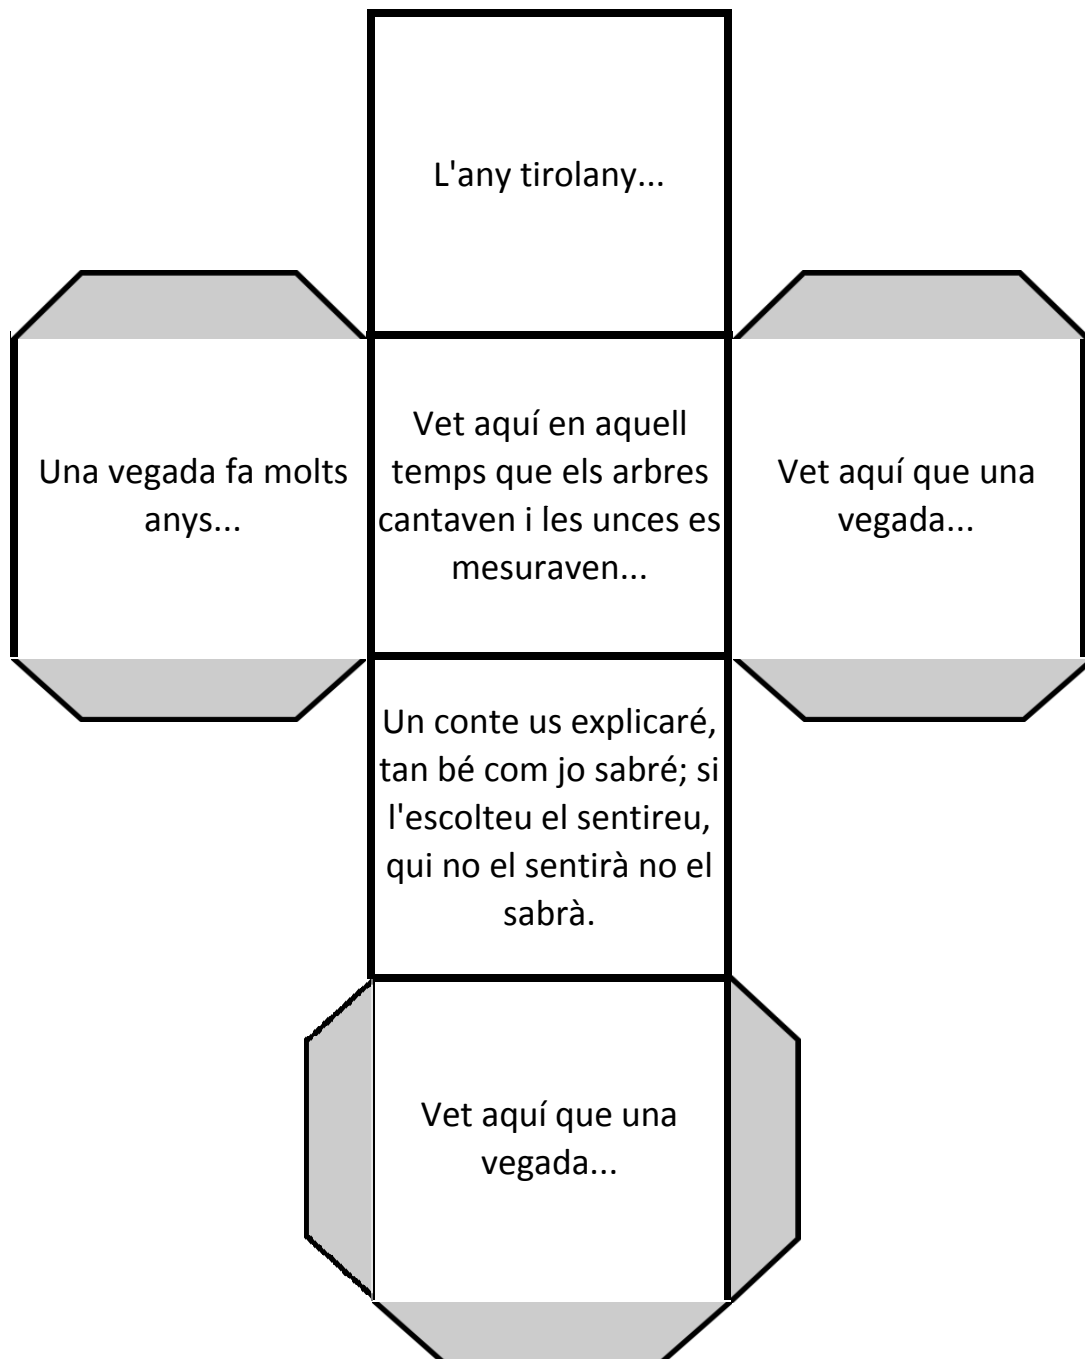 L'any tirolany...
Una vegada fa molts
anys...
Vet aquí en aquell
temps que els arbres
cantaven i les unces es
mesuraven...
Vet aquí que una
vegada...
Un conte us explicaré,
tan bé com jo sabré; si
l'escolteu el sentireu,
qui no el sentirà no el
sabrà.
Vet aquí que una
vegada...